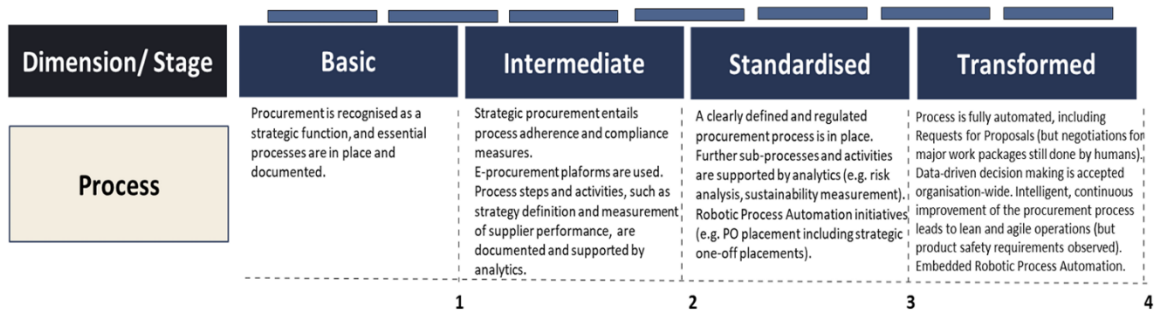 Dimension/ Stage
Basic
Intermediate
Standardised
Transformed
Process
Procurement is recognised as a
strategic function, and essential
processes are in place and
documented.
Strategic procurement entails
process adherence and compliance
measures.
E-procurement plaforms are used.
Process steps and activities, such as
strategy definition and measurement
of supplier performance, are
documented and supported by
analytics.
A clearly defined and regulated
procurement process is in place.
Further sub-processes and activities
are supported by analytics (e.g. risk
analysis, sustainability measurement).
Robotic Process Automation initiatives
(e.g. PO placement including strategic
one-off placements).
Process is fully automated, including
Requests for Proposals (but negotiations for
major work packages still done by humans).
Data-driven decision making is accepted
organisation-wide. Intelligent, continuous
improvement of the procurement process
leads to lean and agile operations (but
product safety requirements observed).
Embedded Robotic Process Automation.
1
2
3
4